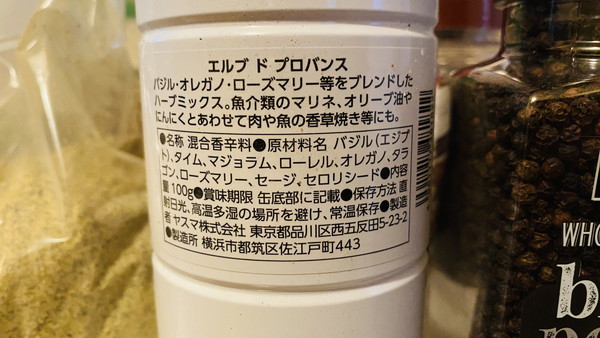 エルブ ド プロバンス
バジル・オレガノ・ローズマリー等をブレンドした
ハーブミックス。魚介類のマリネ、オリーブ油や
にんにくとあわせて肉や魚の香草焼き等にも。
●名称 混合香辛料●原材料名 バジル(エジプ
ト)、タイム、マジョラム、ローレル、オレガノ、タラ
ゴン、ローズマリー、セージ、セロリシード●内容
量 100g●賞味期限 缶底部に記載●保存方法 直
射日光、高温多湿の場所を避け、常温保存●製造
者 ヤスマ株式会社 東京都品川区西五反田5-23-2
●製造所 横浜市都筑区佐江戸町443
WHO